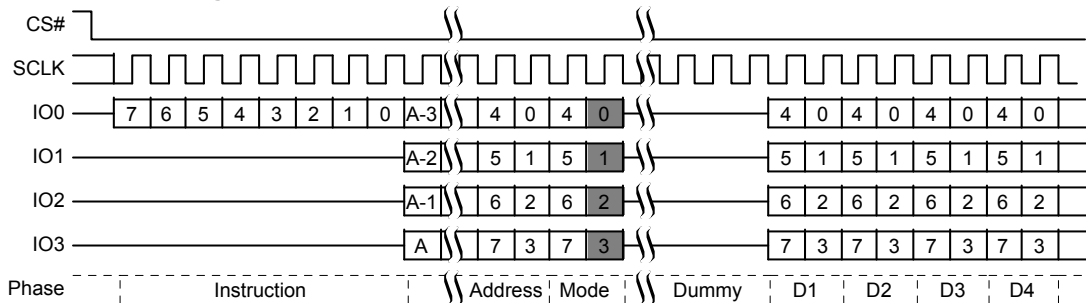 CS#
SCLK
IO0 7 6 5 4 3 2 1 0 A-3 4 0 4 0 4 0 4 0 4 0 4 0
IO1 A-2 5 1 5 1 5 1 5 1 5 1 5 1
IO2 A-1 6 2 6 2 6 2 6 2 6 2 6 2
IO3 A 7 3 7 3 7 3 7 3 7 3 7 3
Phase Instruction Address Mode Dummy D1 D2 D3 D4